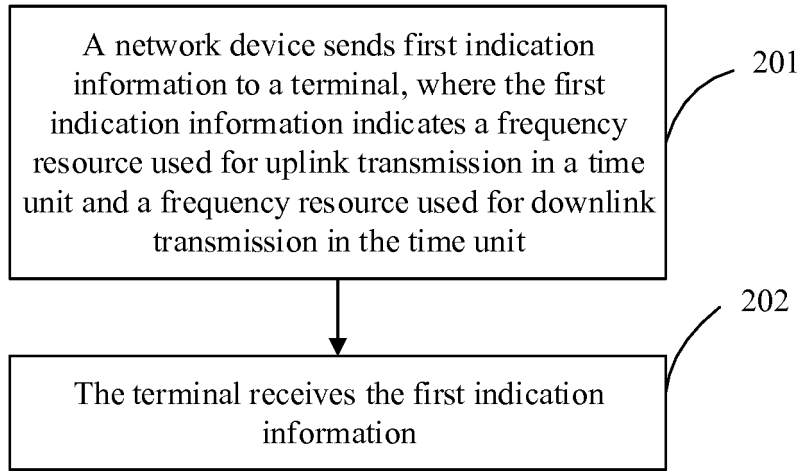 A network device sends first indication
information to a terminal, where the first
indication information indicates a frequency
resource used for uplink transmission in a time
unit and a frequency resource used for downlink
transmission in the time unit
201
202
The terminal receives the first indication
information